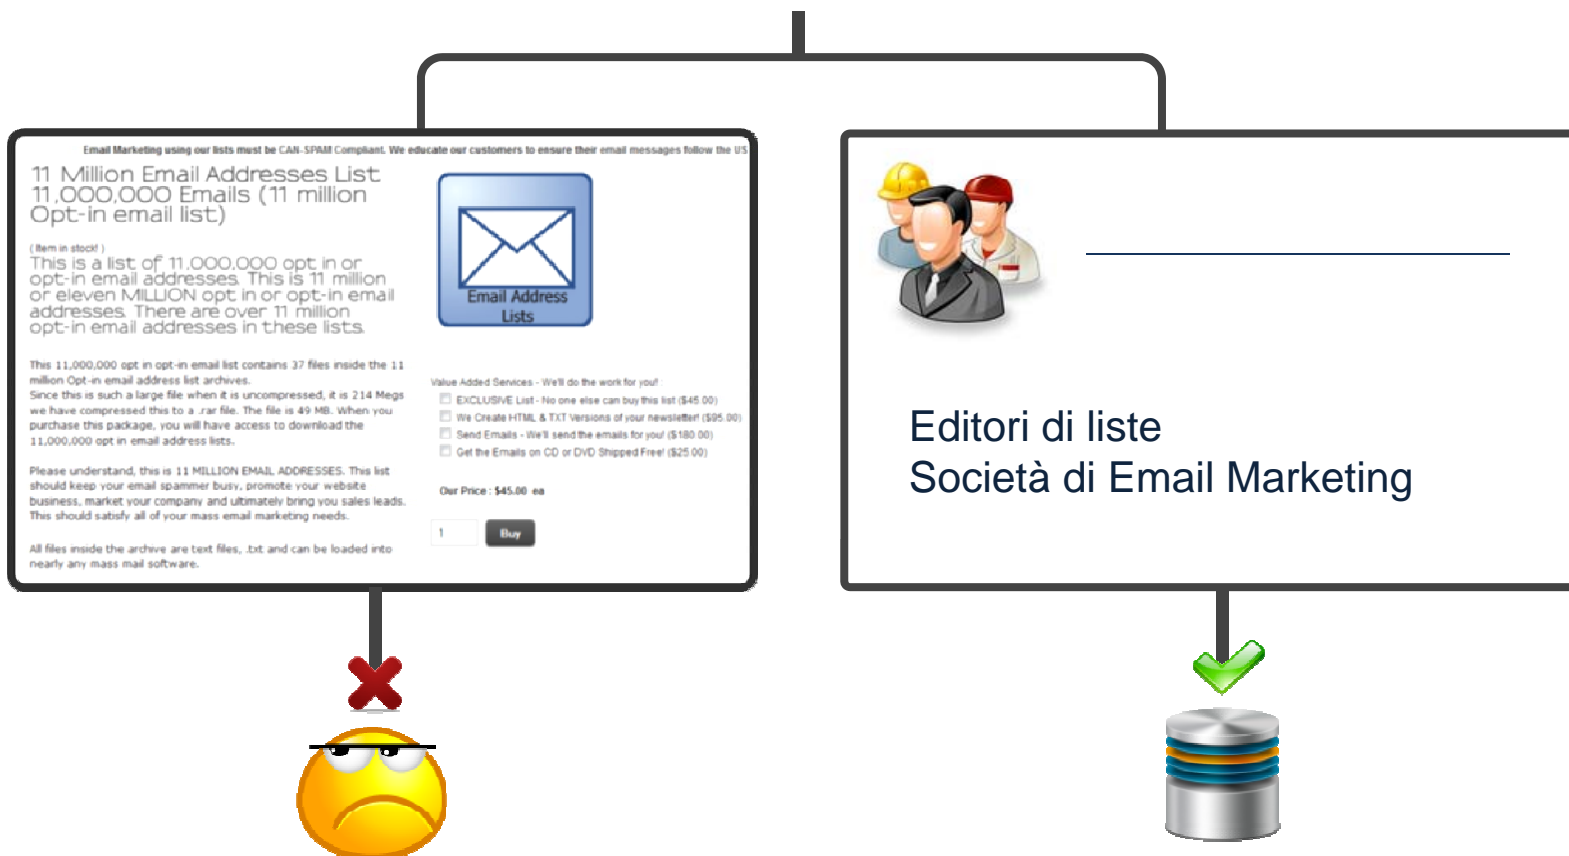 Email Marketing using our lists must be CAN-SPAM Compliant. We educate our customers to ensure their email messages follow the US
11 Million Email Addresses List
11,000,000 Emails (11 million
Opt-in email list)
( Item in stock! )
This is a list of 11,000,000 opt in or
opt-in email addresses. This is 11 million
or eleven MILLION opt in or opt-in email
addresses. There are over 11 million
opt-in email addresses in these lists.
This 11,000,000 opt in opt-in email list contains 37 files inside the 11
million Opt-in email address list archives.
Since this is such a large file when it is uncompressed, it is 214 Megs
we have compressed this to a .rar file. The file is 49 MB. When you
purchase this package, you will have access to download the
11,000,000 opt in email address lists.
Please understand, this is 11 MILLION EMAIL ADDRESSES. This list
should keep your email spammer busy, promote your website
business, market your company and ultimately bring you sales leads.
This should satisfy all of your mass email marketing needs.
All files inside the archive are text files, .txt and can be loaded into
nearly any mass mail software.
Email Address
Lists
Value Added Services - We'll do the work for you!
EXCLUSIVE List - No one else can buy this list ($45.00)
We Create HTML & TXT Versions of your newsletter! ($95.00)
Send Emails - We'll send the emails for you! ($180.00)
Get the Emails on CD or DVD Shipped Free! ($25.00)
Our Price : $45.00 ea
1
Buy
Editori di liste
Società di Email Marketing